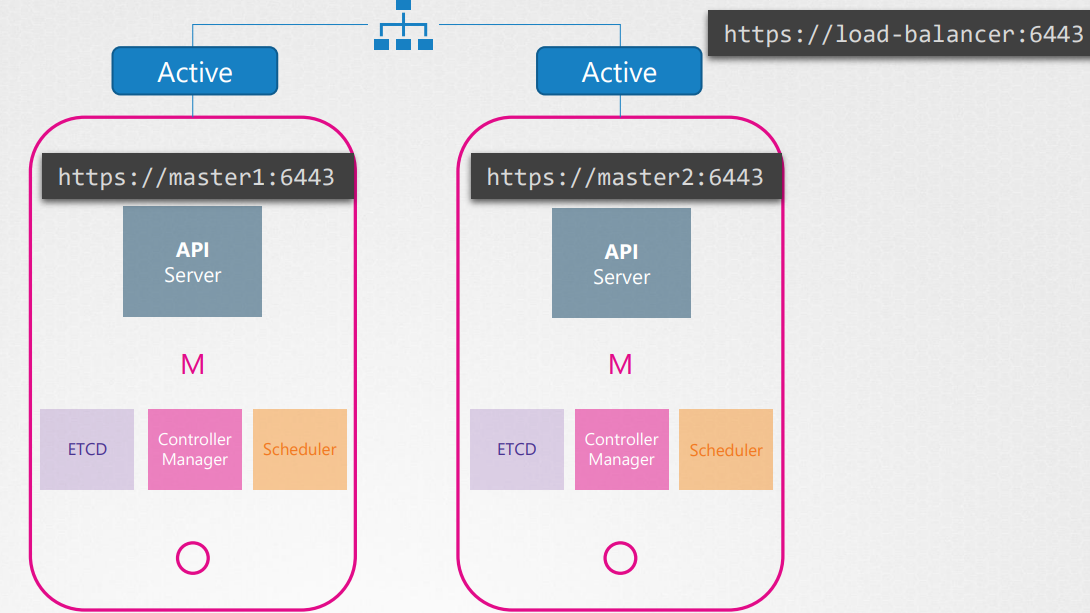 https://load-balancer:6443
Active
Active
https://master1:6443
https://master2:6443
API
Server
API
Server
M
M
ETCD
Controller
Manager
Scheduler
ETCD
Controller
Manager
Scheduler